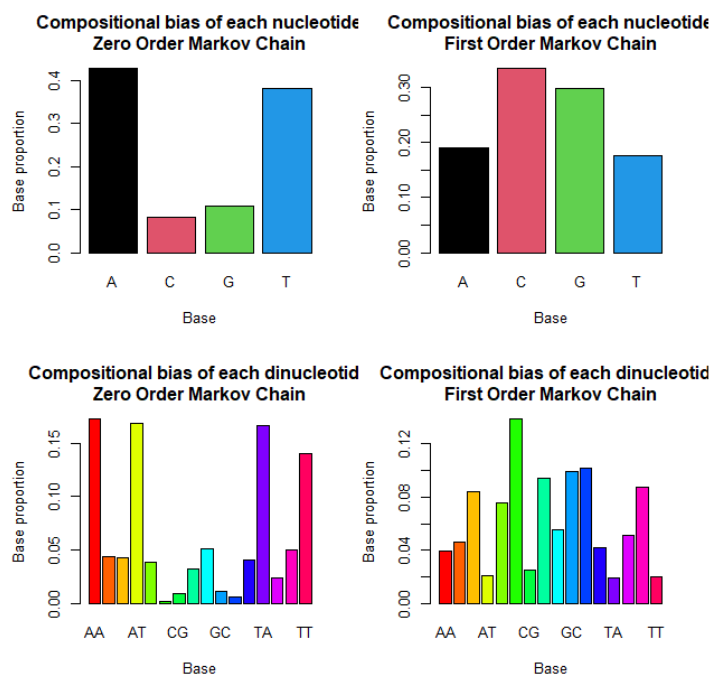 Compositional bias of each nucleotide
Zero Order Markov Chain
Base proportion
0.0
0.1
0.2
0.3
0.4
A C G T
Base
Compositional bias of each nucleotide
First Order Markov Chain
Base proportion
0.00
0.10
0.20
0.30
A C G T
Base
Compositional bias of each dinucleotid
Zero Order Markov Chain
Base proportion
0.00
0.05
0.10
0.15
AA AT CG GC TA TT
Base
Compositional bias of each dinucleotid
First Order Markov Chain
Base proportion
0.00
0.04
0.08
0.12
AA AT CG GC TA TT
Base